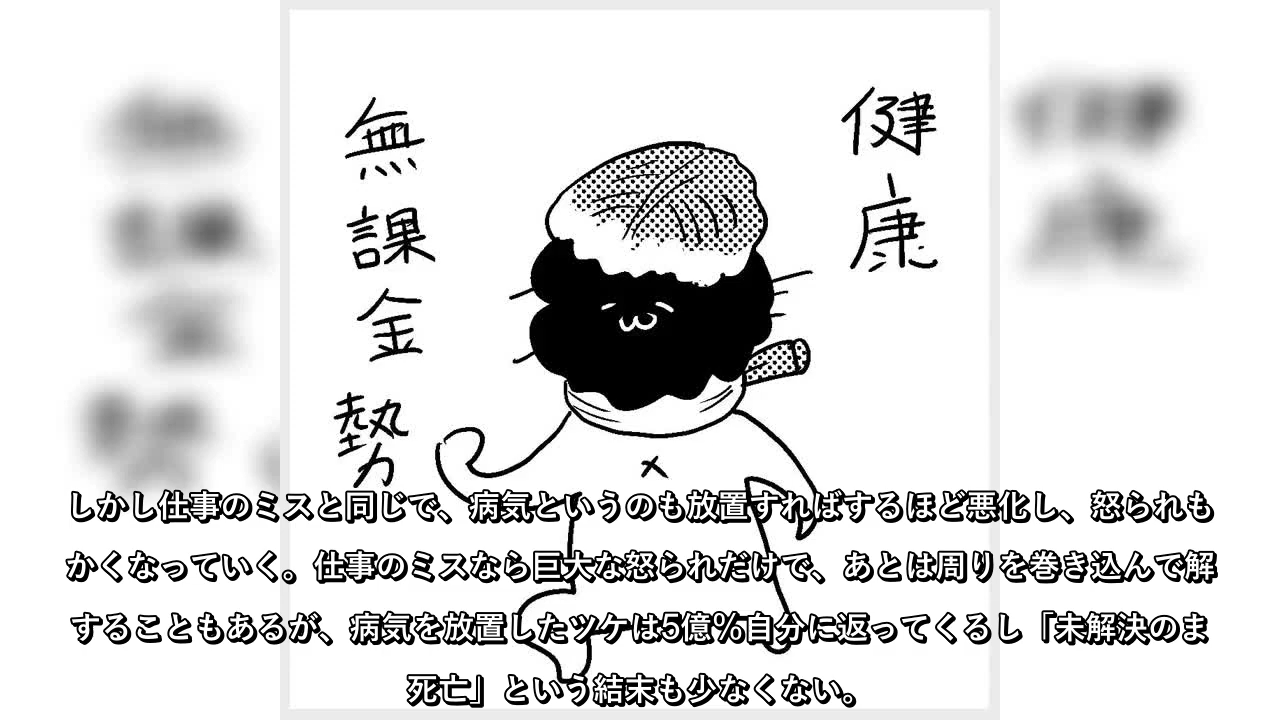 健康
無課金勢
しかし仕事のミスと同じで、病気というのも放置すればするほど悪化し、怒られも
かくなっていく。仕事のミスなら巨大な怒られだけで、あとは周りを巻き込んで解
することもあるが、病気を放置したツケは5億%自分に返ってくるし「未解決のま
死亡」という結末も少なくない。